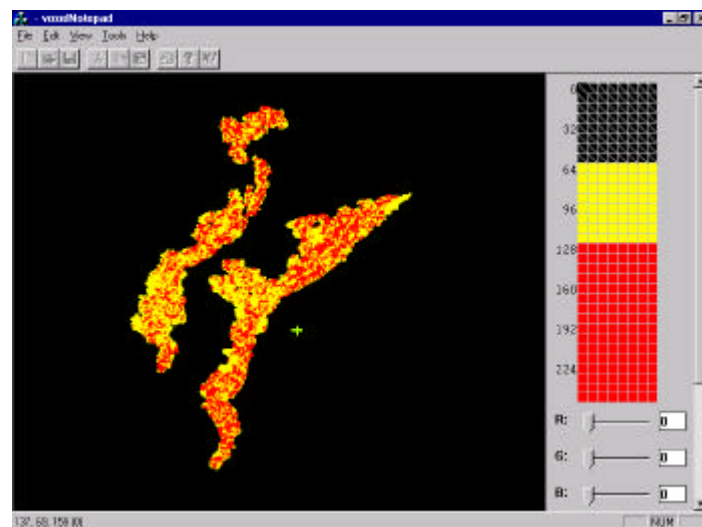 - voxelNotepad
File Edit View Tools Help
0
32
64
96
128
160
192
224
R: 0
G: 0
B: 0
NUM